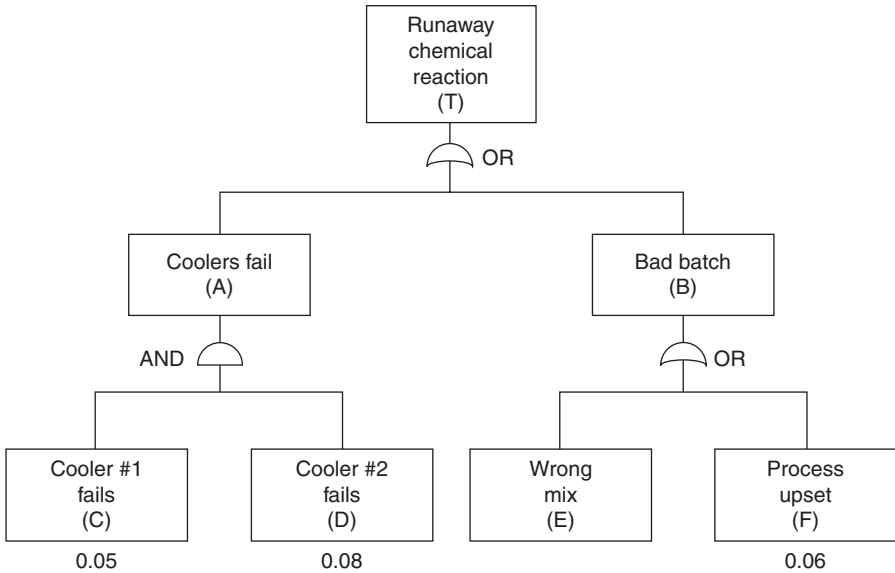 Runaway
chemical
reaction
(T)
OR
Coolers fail
(A)
Bad batch
(B)
AND
OR
Cooler #1
fails
(C)
Cooler #2
fails
(D)
Wrong
mix
(E)
Process
upset
(F)
0.05
0.08
0.06